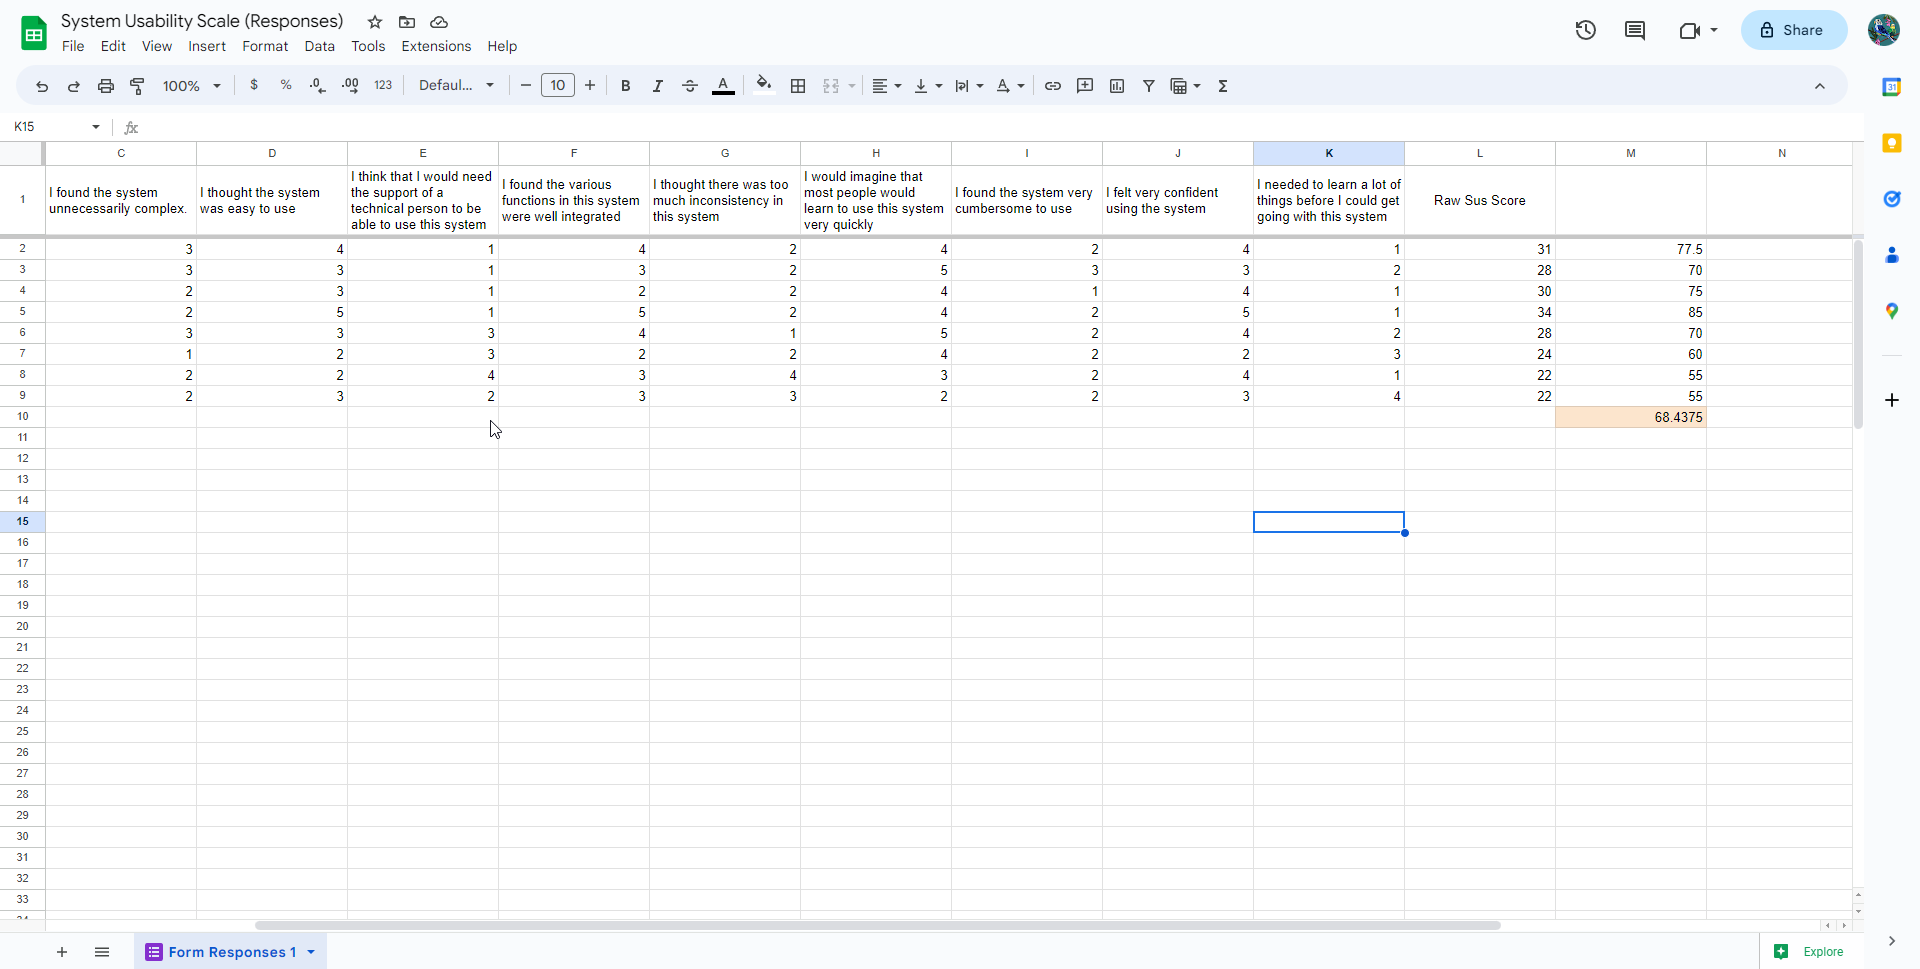 System Usability Scale (Responses)
File Edit View Insert Format Data Tools Extensions Help
Share
100% $ % .0 .00 123 Defaul... 10 B I A A Σ
31
K15 fx
C D E F G H I J K L M N
1
I found the system
unnecessarily complex.
I thought the system
was easy to use
I think that I would need
the support of a
technical person to be
able to use this system
I found the various
functions in this system
were well integrated
I thought there was too
much inconsistency in
this system
I would imagine that
most people would
learn to use this system
very quickly
I found the system very
cumbersome to use
I felt very confident
using the system
I needed to learn a lot of
things before I could get
going with this system
Raw Sus Score
2 3 4 1 4 2 4 2 4 1 31 77.5
3 3 3 1 3 2 5 3 3 2 28 70
4 2 3 1 2 2 4 1 4 1 30 75
5 2 5 1 5 2 4 2 5 1 34 85
6 3 3 3 4 1 5 2 4 2 28 70
7 1 2 3 2 2 4 2 2 3 24 60
8 2 2 4 3 4 3 2 4 1 22 55
9 2 3 2 3 3 2 2 3 4 22 55
10 68.4375
11
12
13
14
15
16
17
18
19
20
21
22
23
24
25
26
27
28
29
30
31
32
33
Form Responses 1
Explore